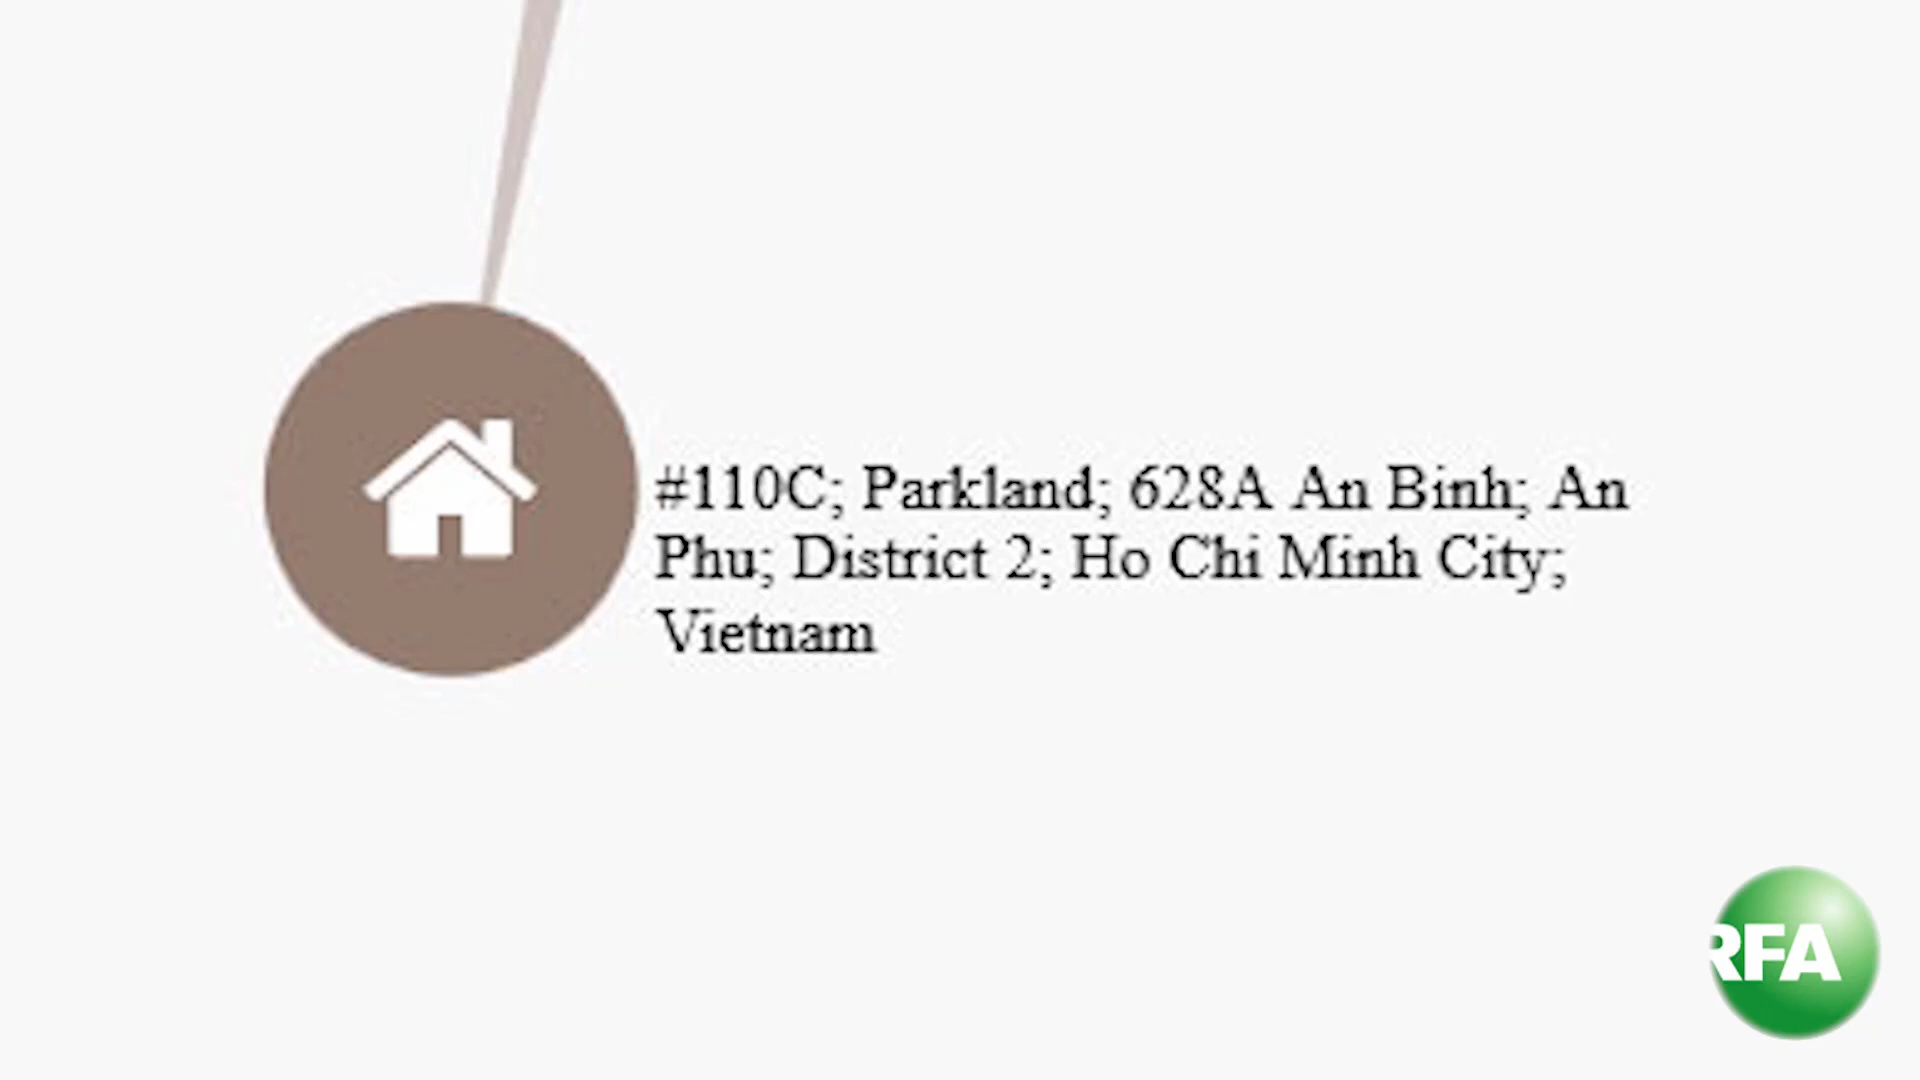 #110C; Parkland; 628A An Binh; An
Phu; District 2; Ho Chi Minh City;
Vietnam
RFA